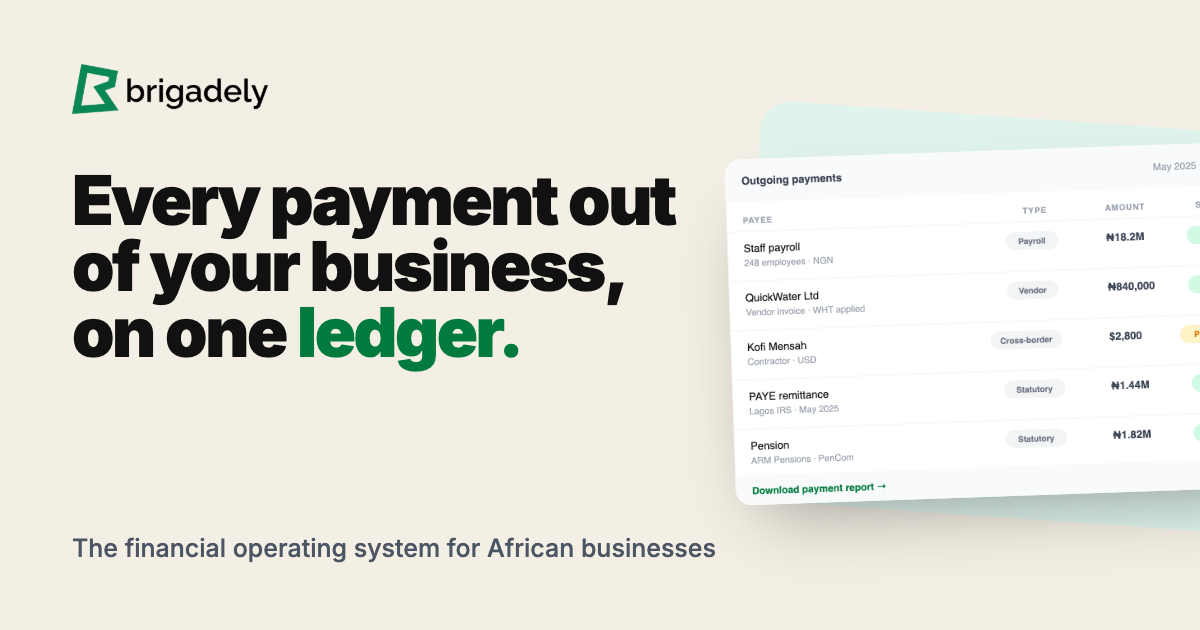 brigadely
Every payment out
of your business,
on one ledger.
The financial operating system for African businesses
Outgoing payments
May 2025
PAYEE TYPE AMOUNT S
Staff payroll Payroll ₦18.2M
248 employees · NGN
QuickWater Ltd Vendor ₦840,000
Vendor invoice · WHT applied
Kofi Mensah Cross-border $2,800 P
Contractor · USD
PAYE remittance Statutory ₦1.44M
Lagos IRS · May 2025
Pension Statutory ₦1.82M
ARM Pensions · PenCom
Download payment report →